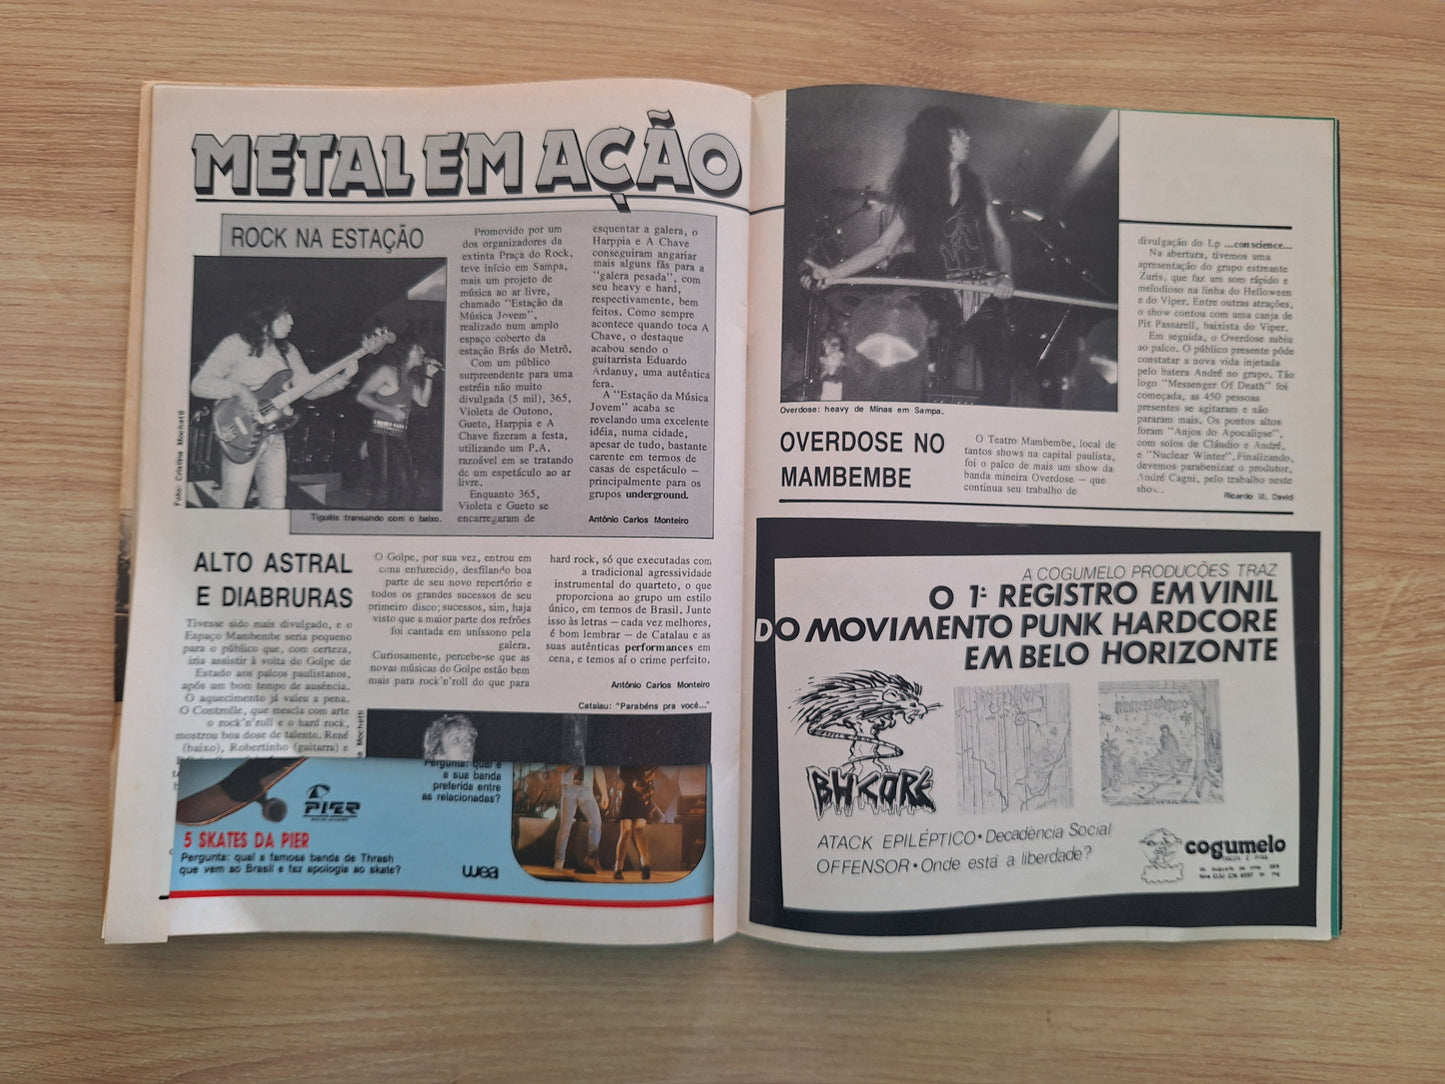 METAL EM AÇÃO
ROCK NA ESTAÇÃO
Foto: Cristina Mochetti
Tiguêis transando com o baixo.
Promovido por um
dos organizadores da
extinta Praça do Rock,
teve início em Sampa,
mais um projeto de
música ao ar livre,
chamado "Estação da
Música Jovem",
realizado num amplo
espaço coberto da
estação Brás do Metrô.
Com um público
surpreendente para uma
estréia não muito
divulgada (5 mil), 365,
Violeta de Outono,
Gueto, Harppia e A
Chave fizeram a festa,
utilizando um P.A.
razoável em se tratando
de um espetáculo ao ar
livre.
Enquanto 365,
Violeta e Gueto se
encarregaram de
esquentar a galera, o
Harppia e A Chave
conseguiram angariar
mais alguns fãs para a
"galera pesada", com
seu heavy e hard,
respectivamente, bem
feitos. Como sempre
acontece quando toca A
Chave, o destaque
acabou sendo o
guitarrista Eduardo
Ardanuy, uma autêntica
fera.
A "Estação da Música
Jovem" acaba se
revelando uma excelente
idéia, numa cidade,
apesar de tudo, bastante
carente em termos de
casas de espetáculo —
principalmente para os
grupos underground.
Antônio Carlos Monteiro
ALTO ASTRAL
E DIABRURAS
Tivesse sido mais divulgado, e o
Espaço Mambembe seria pequeno
para o público que, com certeza,
iria assistir à volta do Golpe de
Estado aos palcos paulistanos,
após um bom tempo de ausência.
O aquecimento já valeu a pena.
O Controlle, que mescla com arte
o rock'n'roll e o hard rock,
mostrou boa dose de talento. René
(baixo), Robertinho (guitarra) e
O Golpe, por sua vez, entrou em
cena enfurecido, desfilando boa
parte de seu novo repertório e
todos os grandes sucessos de seu
primeiro disco; sucessos, sim, haja
visto que a maior parte dos refrões
foi cantada em uníssono pela
galera.
Curiosamente, percebe-se que as
novas músicas do Golpe estão bem
mais para rock'n'roll do que para
hard rock, só que executadas com
a tradicional agressividade
instrumental do quarteto, o que
proporciona ao grupo um estilo
único, em termos de Brasil. Junte
isso às letras — cada vez melhores,
é bom lembrar — de Catalau e as
suas autênticas performances em
cena, e temos aí o crime perfeito.
Antônio Carlos Monteiro
Catalau: "Parabéns pra você..."
Mochetti
PIER
5 SKATES DA PIER
Pergunta: qual a famosa banda de Thrash
que vem ao Brasil e faz apologia ao skate?
Pergunta: qual é
a sua banda
preferida entre
as relacionadas?
wea
Overdose: heavy de Minas em Sampa.
OVERDOSE NO
MAMBEMBE
O Teatro Mambembe, local de
tantos shows na capital paulista,
foi o palco de mais um show da
banda mineira Overdose — que
continua seu trabalho de
divulgação do Lp ...conscience...
Na abertura, tivemos uma
apresentação do grupo estreante
Zuris, que faz um som rápido e
melodioso na linha do Helloween
e do Viper. Entre outras atrações,
o show contou com uma canja de
Pit Passarell, baixista do Viper.
Em seguida, o Overdose subiu
ao palco. O público presente pôde
constatar a nova vida injetada
pelo batera André no grupo. Tão
logo "Messenger Of Death" foi
começada, as 450 pessoas
presentes se agitaram e não
pararam mais. Os pontos altos
foram "Anjos do Apocalipse",
com solos de Cláudio e André,
e "Nuclear Winter". Finalizando,
devemos parabenizar o produtor,
André Cagni, pelo trabalho neste
show.
Ricardo M. David
A COGUMELO PRODUCÕES TRAZ
O 1º REGISTRO EM VINIL
DO MOVIMENTO PUNK HARDCORE
EM BELO HORIZONTE
BH CORE
ATACK EPILÉPTICO • Decadência Social
OFFENSOR • Onde está a liberdade?
cogumelo